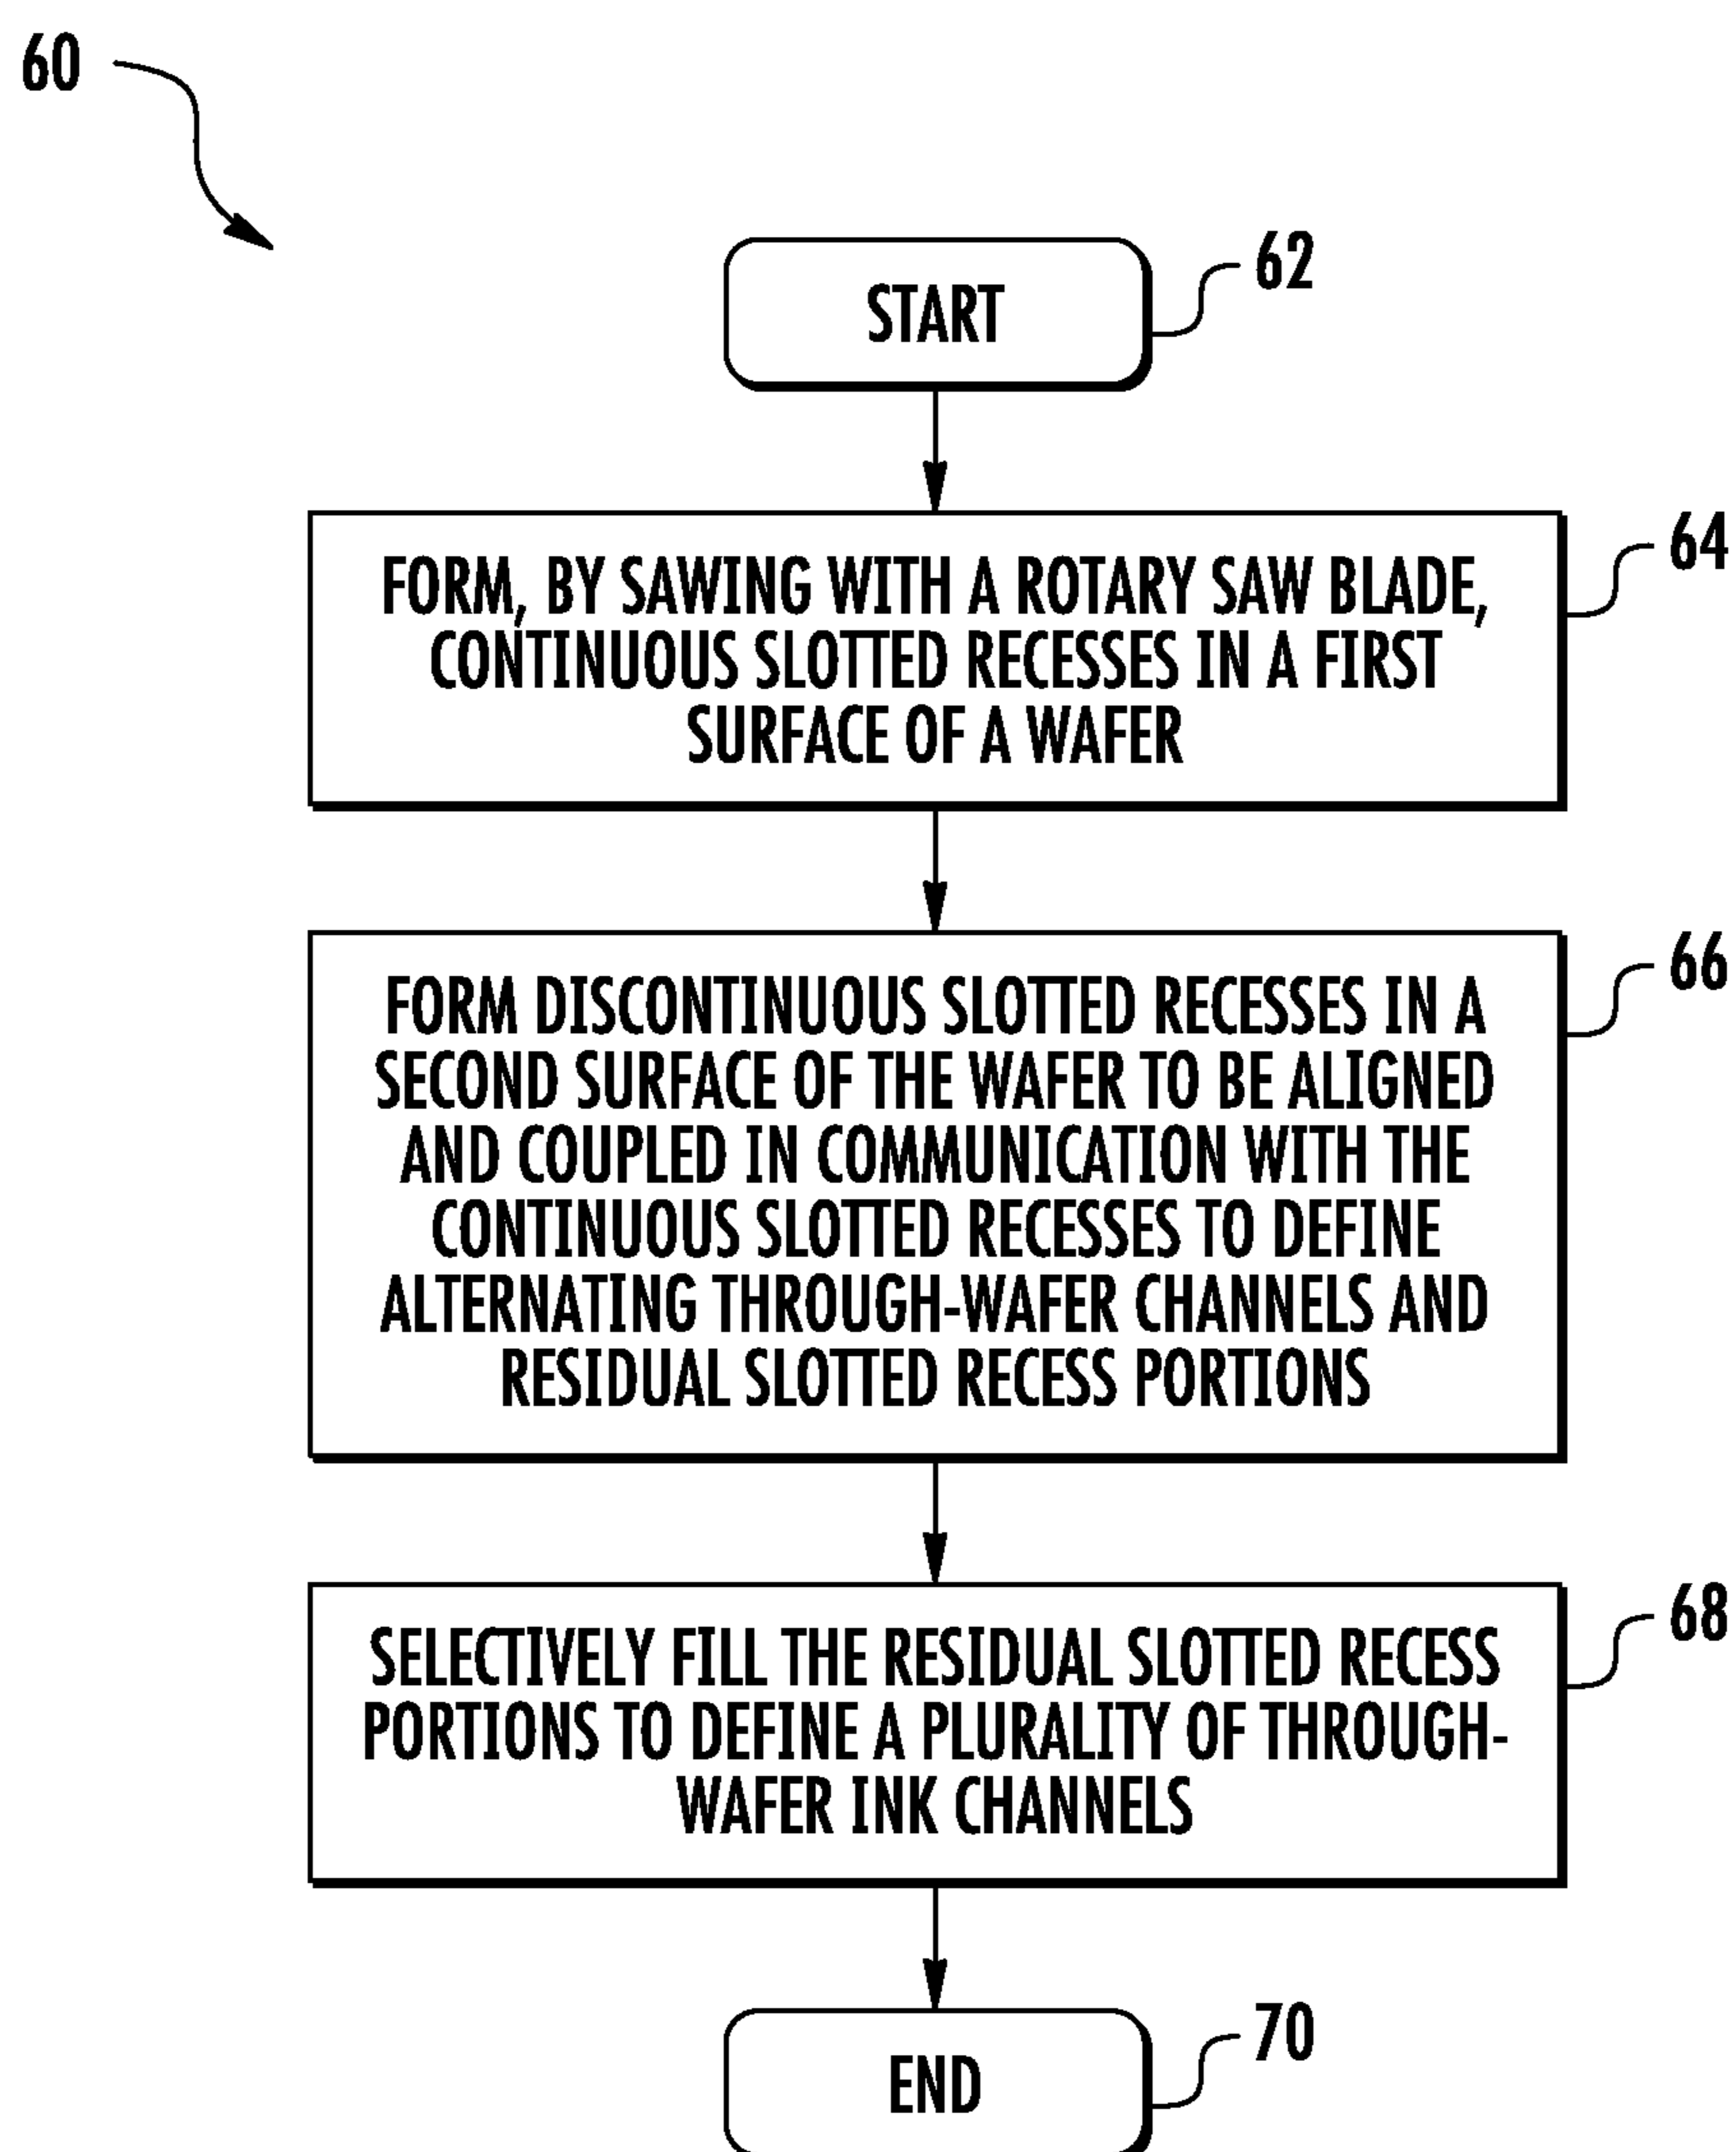 60
START
62
FORM, BY SAWING WITH A ROTARY SAW BLADE,
CONTINUOUS SLOTTED RECESSES IN A FIRST
SURFACE OF A WAFER
64
FORM DISCONTINUOUS SLOTTED RECESSES IN A
SECOND SURFACE OF THE WAFER TO BE ALIGNED
AND COUPLED IN COMMUNICATION WITH THE
CONTINUOUS SLOTTED RECESSES TO DEFINE
ALTERNATING THROUGH-WAFER CHANNELS AND
RESIDUAL SLOTTED RECESS PORTIONS
66
SELECTIVELY FILL THE RESIDUAL SLOTTED RECESS
PORTIONS TO DEFINE A PLURALITY OF THROUGH-
WAFER INK CHANNELS
68
END
70